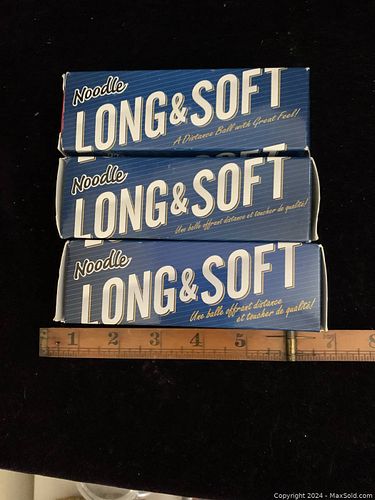 Noodle
LONG & SOFT
A Distance Ball with Great Feel!
Noodle
LONG & SOFT
Une balle offrant distance et toucher de qualité!
Noodle
LONG & SOFT
Une balle offrant distance
et toucher de qualité!
1 2 3 4 5 7 8
Copyright 2024 - MaxSold.com